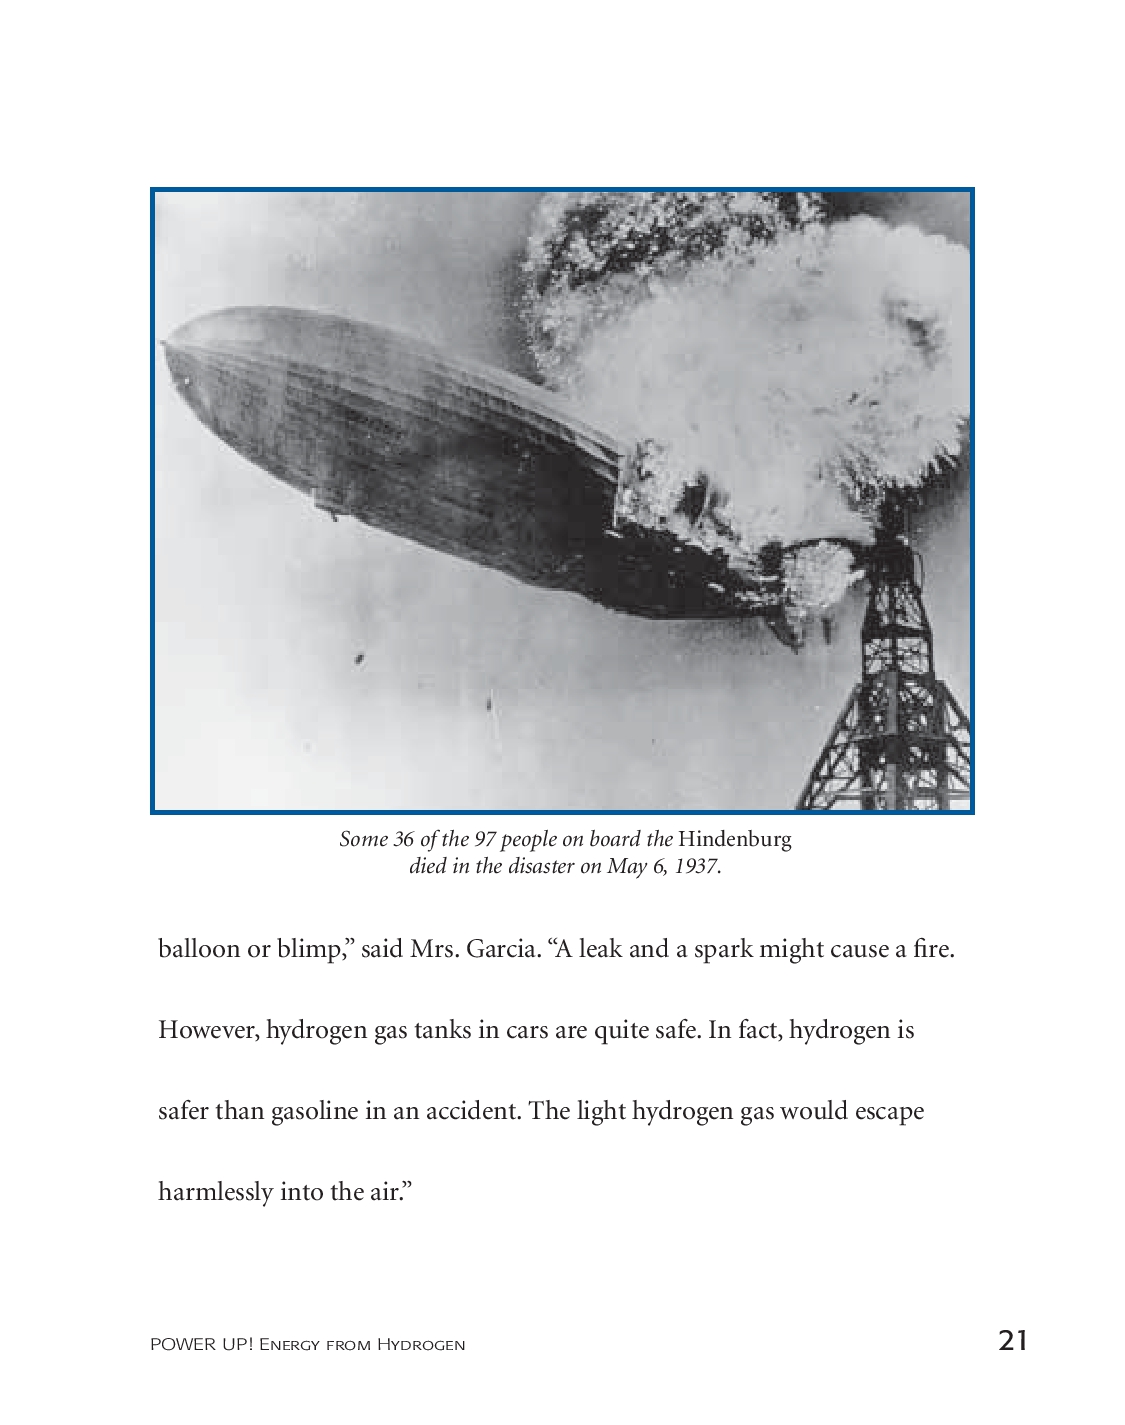 Some 36 of the 97 people on board the Hindenburg
died in the disaster on May 6, 1937.
balloon or blimp,” said Mrs. Garcia. “A leak and a spark might cause a fire.
However, hydrogen gas tanks in cars are quite safe. In fact, hydrogen is
safer than gasoline in an accident. The light hydrogen gas would escape
harmlessly into the air.”
POWER UP! Energy from Hydrogen 21